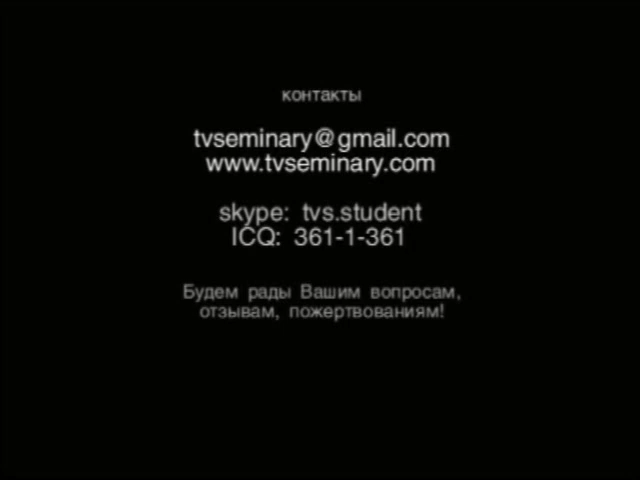 контакты
tvseminary@gmail.com
www.tvseminary.com
skype: tvs.student
ICQ: 361-1-361
Будем рады Вашим вопросам,
отзывам, пожертвованиям!